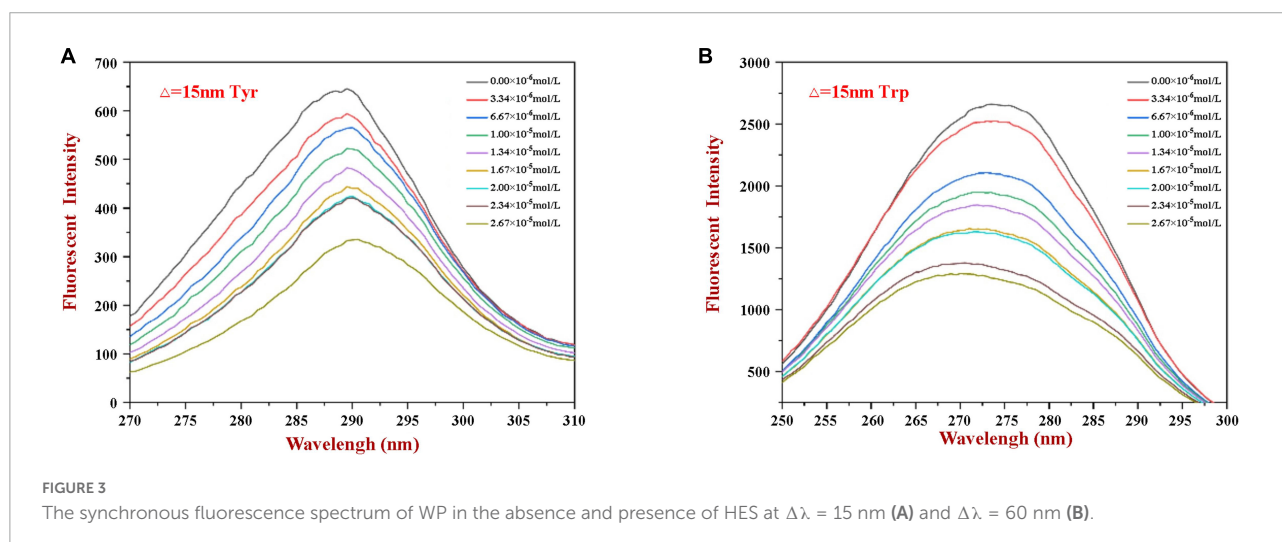 A
△=15nm Tyr
Fluorescent Intensity
700
600
500
400
300
200
100
0
0.00×10⁻⁶mol/L
3.34×10⁻⁶mol/L
6.67×10⁻⁶mol/L
1.00×10⁻⁵mol/L
1.34×10⁻⁵mol/L
1.67×10⁻⁵mol/L
2.00×10⁻⁵mol/L
2.34×10⁻⁵mol/L
2.67×10⁻⁵mol/L
270 275 280 285 290 295 300 305 310
Wavelengh (nm)
B
△=15nm Trp
Fluorescent Intensity
3000
2500
2000
1500
1000
500
0.00×10⁻⁶mol/L
3.34×10⁻⁶mol/L
6.67×10⁻⁶mol/L
1.00×10⁻⁵mol/L
1.34×10⁻⁵mol/L
1.67×10⁻⁵mol/L
2.00×10⁻⁵mol/L
2.34×10⁻⁵mol/L
2.67×10⁻⁵mol/L
250 255 260 265 270 275 280 285 290 295 300
Wavelengh (nm)
FIGURE 3
The synchronous fluorescence spectrum of WP in the absence and presence of HES at Δλ = 15 nm (A) and Δλ = 60 nm (B).